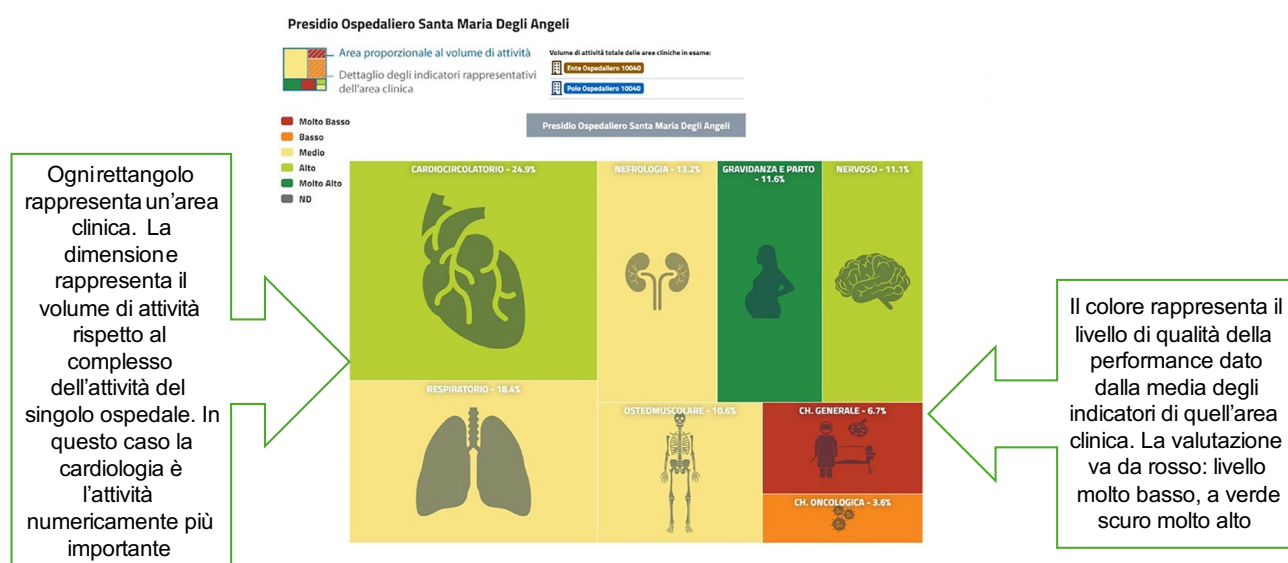 Presidio Ospedaliero Santa Maria Degli Angeli
Area proporzionale al volume di attività
Dettaglio degli indicatori rappresentativi
dell'area clinica
Volume di attività totale delle aree cliniche in esame:
Ente Ospedaliero 10040
Polo Ospedaliero 10040
Molto Basso
Basso
Medio
Alto
Molto Alto
ND
Presidio Ospedaliero Santa Maria Degli Angeli
Ogni rettangolo
rappresenta un'area
clinica. La
dimensione
rappresenta il
volume di attività
rispetto al
complesso
dell'attività del
singolo ospedale. In
questo caso la
cardiologia è
l'attività
numericamente più
importante
CARDIOCIRCOLATORIO - 24.9%
NEFROLOGIA - 13.2%
GRAVIDANZA E PARTO
- 11.6%
NERVOSO - 11.1%
RESPIRATORIO - 18.4%
OSTEOMUSCOLARE - 10.6%
CH. GENERALE - 6.7%
CH. ONCOLOGICA - 3.6%
Il colore rappresenta il
livello di qualità della
performance dato
dalla media degli
indicatori di quell'area
clinica. La valutazione
va da rosso: livello
molto basso, a verde
scuro molto alto